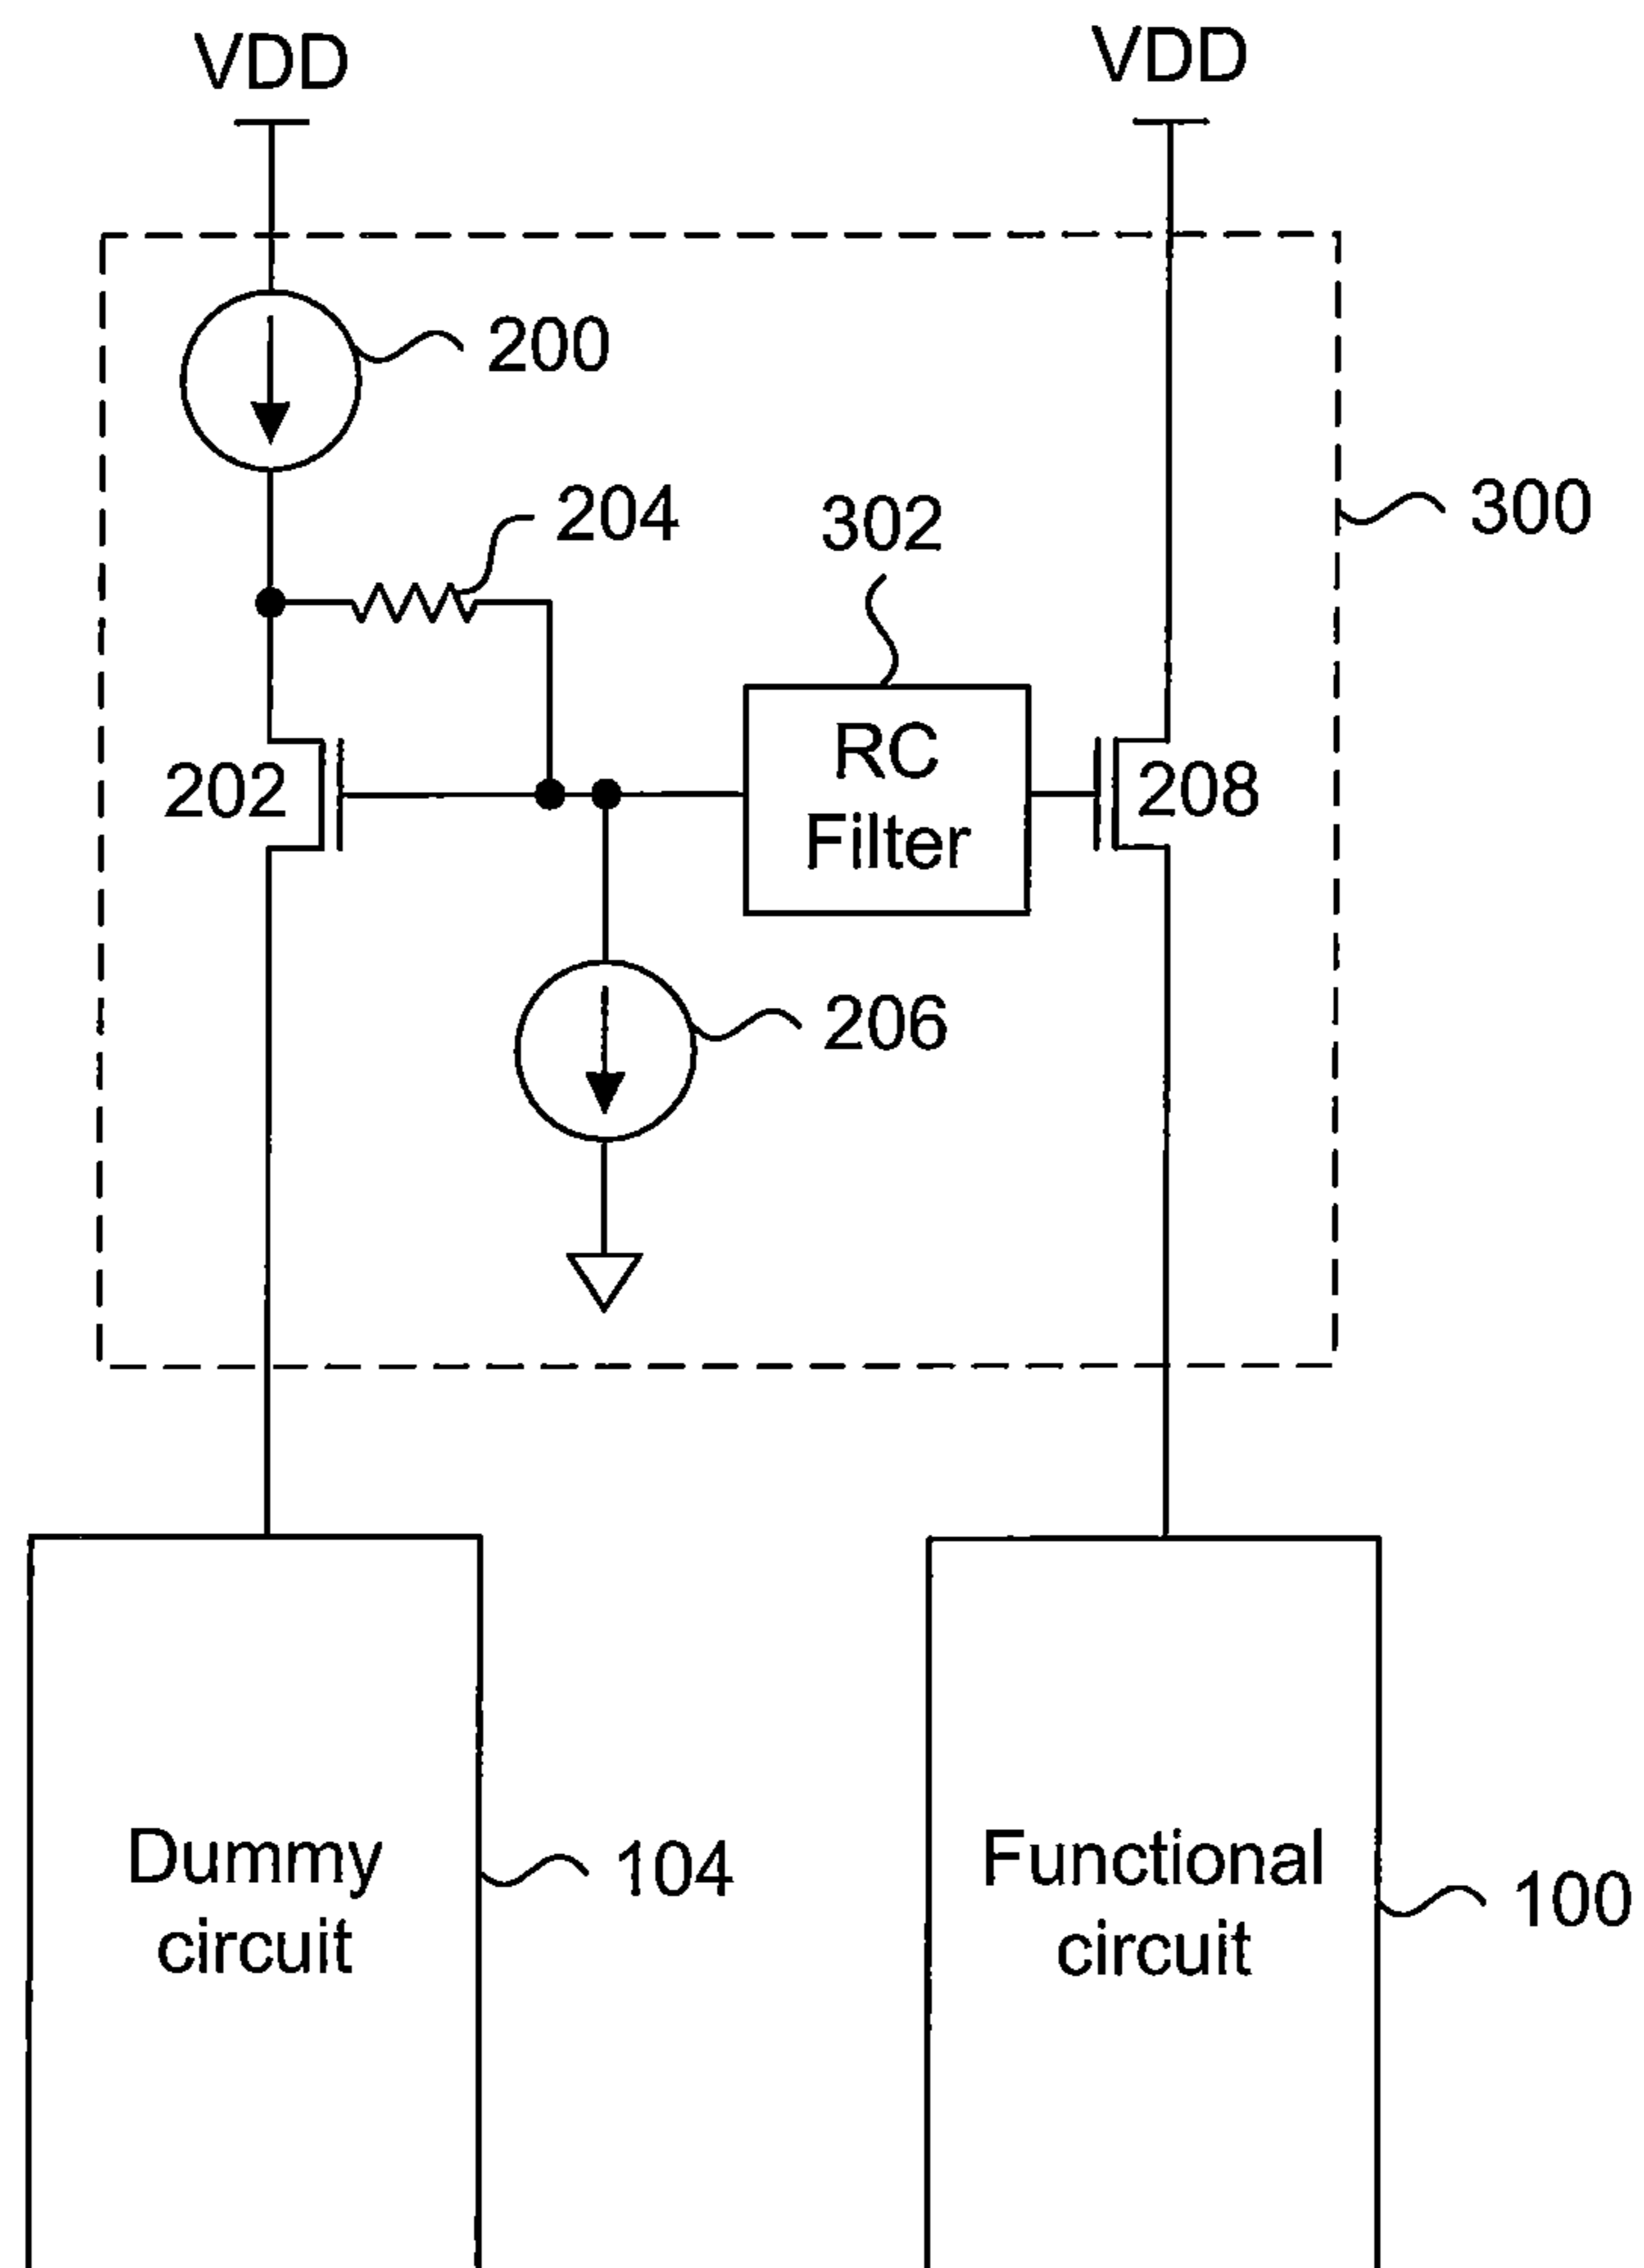 VDD
VDD
200
204
302
300
202
RC
Filter
208
206
Dummy
circuit
104
Functional
circuit
100